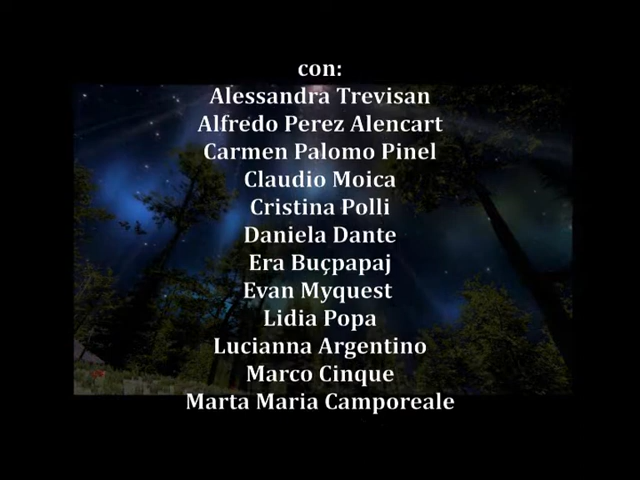 con:
Alessandra Trevisan
Alfredo Perez Alencart
Carmen Palomo Pinel
Claudio Moica
Cristina Polli
Daniela Dante
Era Buçpapaj
Evan Myquest
Lidia Popa
Lucianna Argentino
Marco Cinque
Marta Maria Camporeale